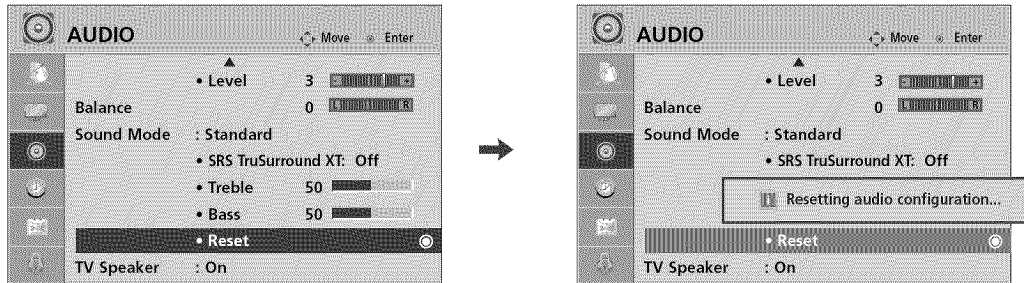 AUDIO Move Enter
• Level 3 - +
Balance 0 L R
Sound Mode : Standard
• SRS TruSurround XT: Off
• Treble 50
• Bass 50
• Reset
TV Speaker : On
AUDIO Move Enter
• Level 3 - +
Balance 0 L R
Sound Mode : Standard
• SRS TruSurround XT: Off
Resetting audio configuration...
• Reset
TV Speaker : On